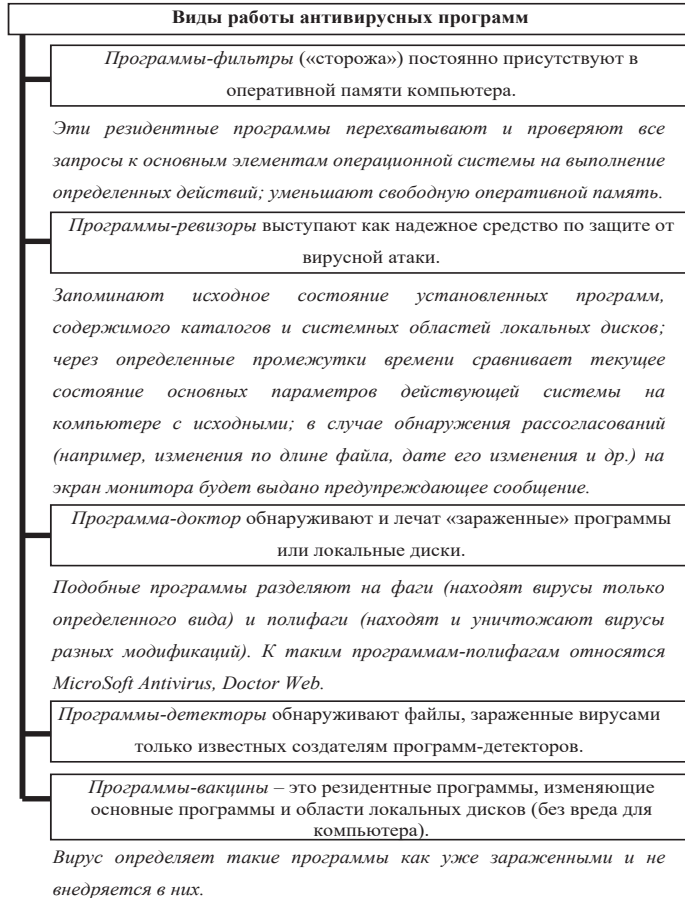 Виды работы антивирусных программ
Программы-фильтры («сторожа») постоянно присутствуют в
оперативной памяти компьютера.
Эти резидентные программы перехватывают и проверяют все
запросы к основным элементам операционной системы на выполнение
определенных действий; уменьшают свободную оперативной память.
Программы-ревизоры выступают как надежное средство по защите от
вирусной атаки.
Запоминают исходное состояние установленных программ,
содержимого каталогов и системных областей локальных дисков;
через определенные промежутки времени сравнивает текущее
состояние основных параметров действующей системы на
компьютере с исходными; в случае обнаружения рассогласований
(например, изменения по длине файла, дате его изменения и др.) на
экран монитора будет выдано предупреждающее сообщение.
Программа-доктор обнаруживают и лечат «зараженные» программы
или локальные диски.
Подобные программы разделяют на фаги (находят вирусы только
определенного вида) и полифаги (находят и уничтожают вирусы
разных модификаций). К таким программам-полифагам относятся
MicroSoft Antivirus, Doctor Web.
Программы-детекторы обнаруживают файлы, зараженные вирусами
только известных создателям программ-детекторов.
Программы-вакцины – это резидентные программы, изменяющие
основные программы и области локальных дисков (без вреда для
компьютера).
Вирус определяет такие программы как уже зараженными и не
внедряется в них.